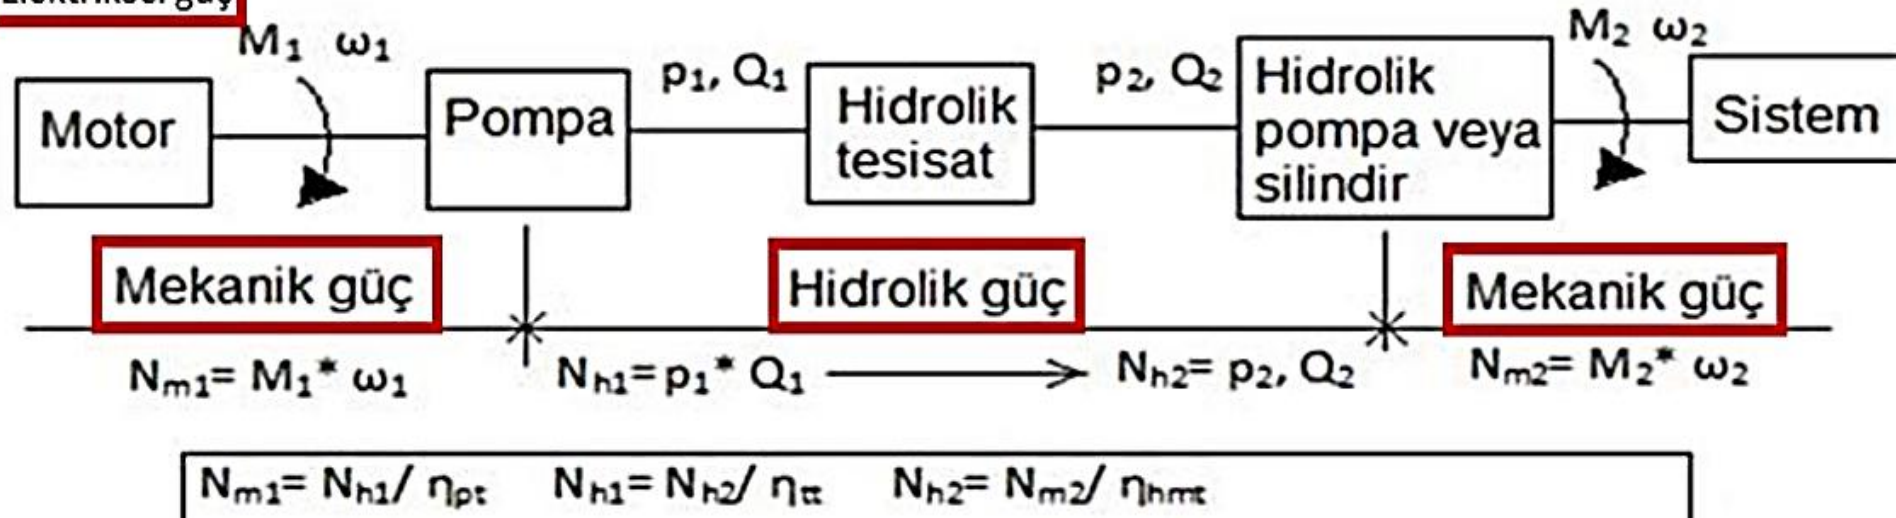 güç
M₁ ω₁
M₂ ω₂
Motor
Pompa
p₁, Q₁
Hidrolik
tesisat
p₂, Q₂
Hidrolik
pompa veya
silindir
Sistem
Mekanik güç
Hidrolik güç
Mekanik güç
Nₘ₁= M₁* ω₁
Nₕ₁= p₁* Q₁
Nₕ₂= p₂, Q₂
Nₘ₂= M₂* ω₂
Nₘ₁= Nₕ₁/ ηₚₜ Nₕ₁= Nₕ₂/ ηₜₜ Nₕ₂= Nₘ₂/ ηₕₘₜ